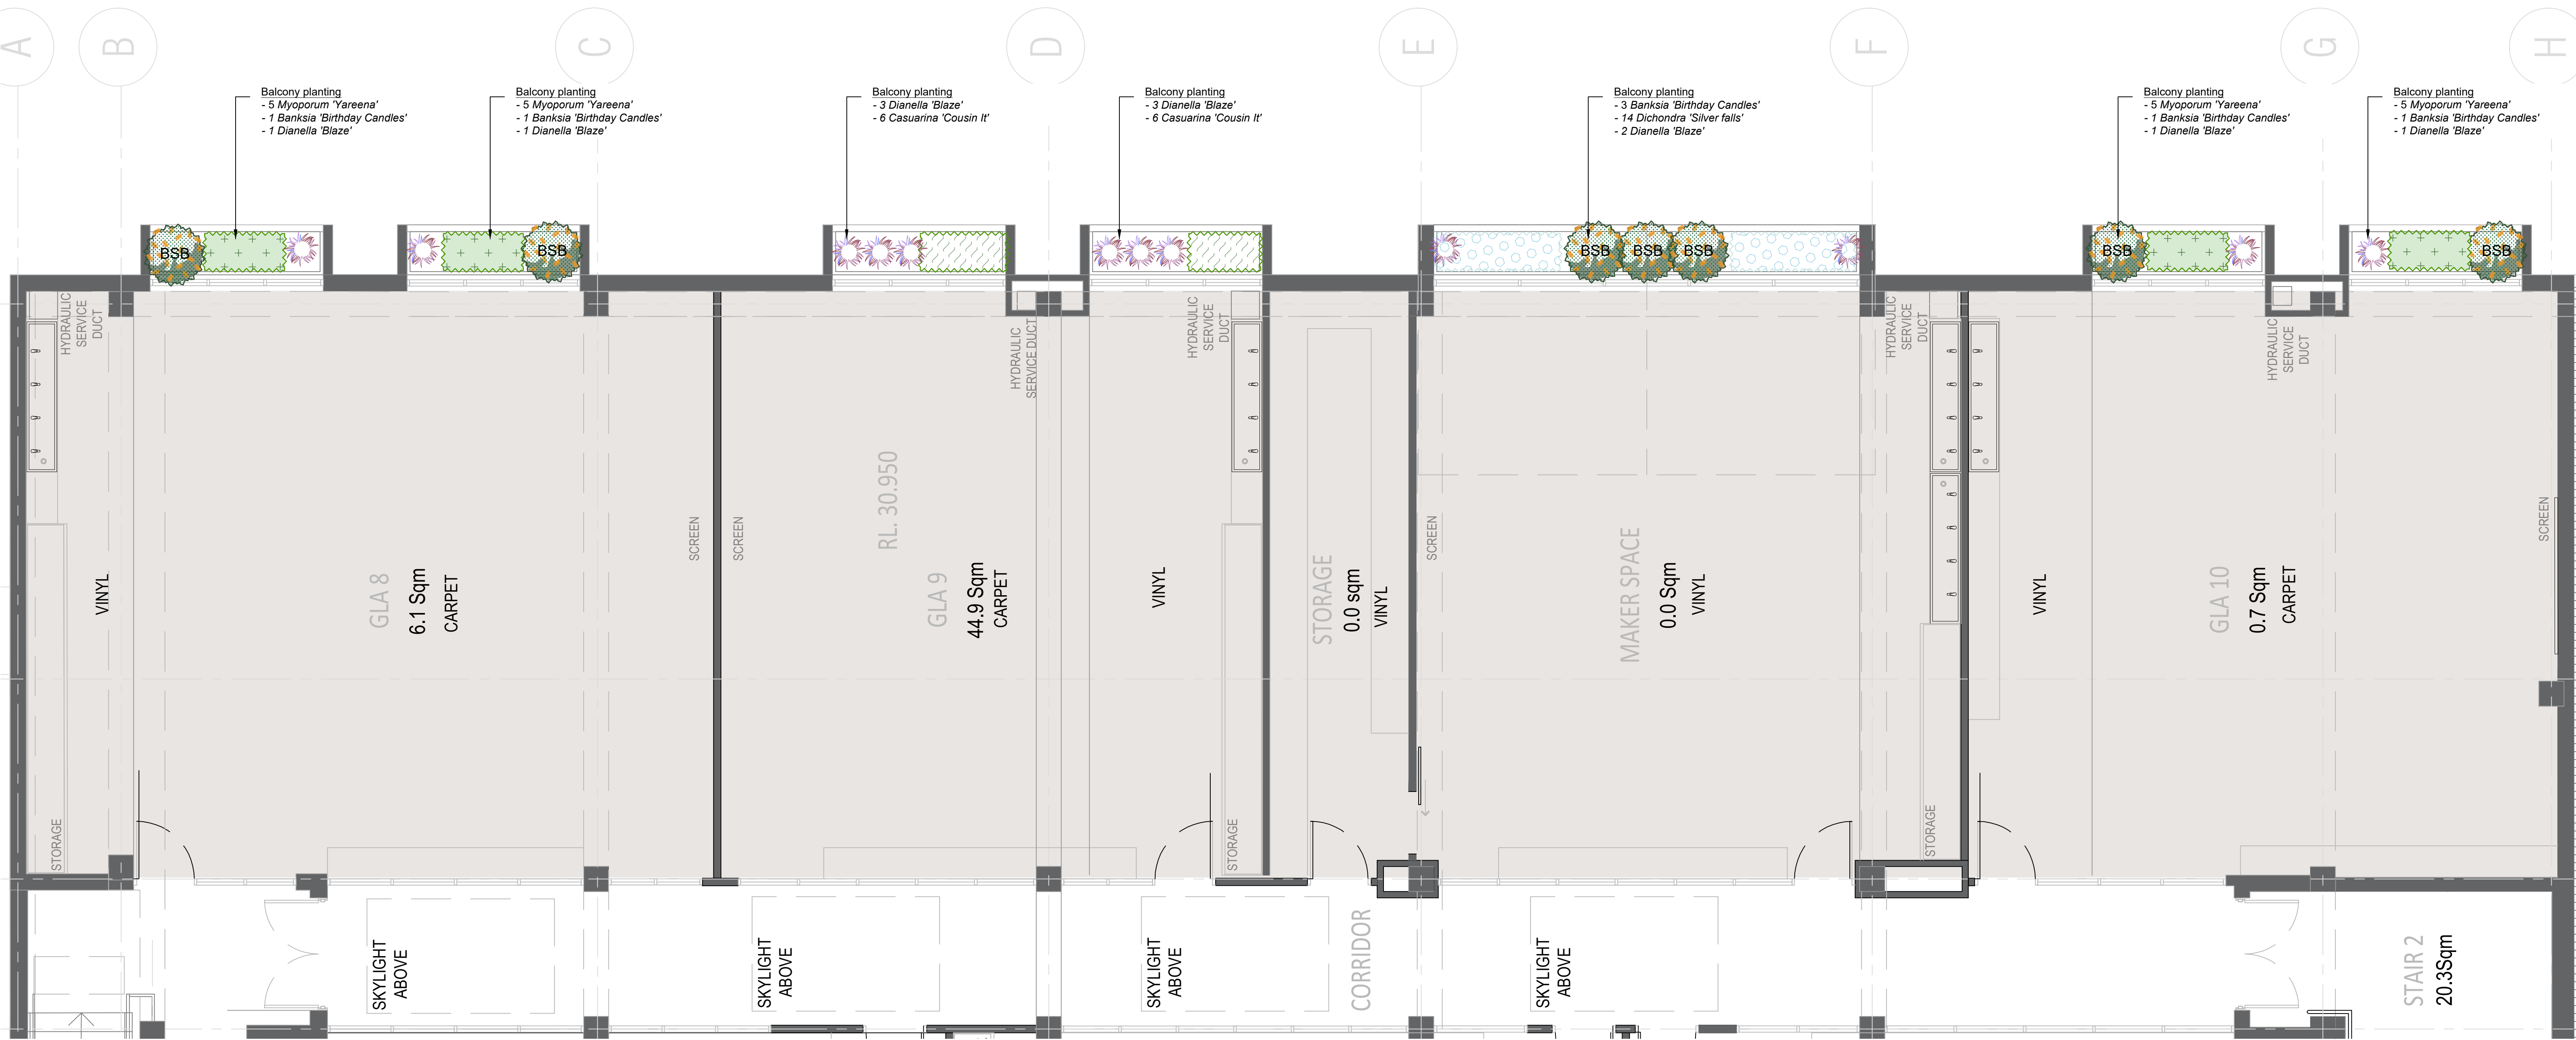 A
B
C
D
E
F
G
H
Balcony planting
- 5 Myoporum 'Yareena'
- 1 Banksia 'Birthday Candles'
- 1 Dianella 'Blaze'
Balcony planting
- 5 Myoporum 'Yareena'
- 1 Banksia 'Birthday Candles'
- 1 Dianella 'Blaze'
Balcony planting
- 3 Dianella 'Blaze'
- 6 Casuarina 'Cousin It'
Balcony planting
- 3 Dianella 'Blaze'
- 6 Casuarina 'Cousin It'
Balcony planting
- 3 Banksia 'Birthday Candles'
- 14 Dichondra 'Silver falls'
- 2 Dianella 'Blaze'
Balcony planting
- 5 Myoporum 'Yareena'
- 1 Banksia 'Birthday Candles'
- 1 Dianella 'Blaze'
Balcony planting
- 5 Myoporum 'Yareena'
- 1 Banksia 'Birthday Candles'
- 1 Dianella 'Blaze'
BSB
BSB
BSB
BSB
BSB
BSB
BSB
HYDRAULIC
SERVICE
DUCT
HYDRAULIC
SERVICE DUCT
HYDRAULIC
SERVICE
DUCT
HYDRAULIC
SERVICE
DUCT
HYDRAULIC
SERVICE
DUCT
VINYL
GLA 8
6.1 Sqm
CARPET
SCREEN
SCREEN
RL. 30.950
GLA 9
44.9 Sqm
CARPET
VINYL
STORAGE
0.0 sqm
VINYL
SCREEN
MAKER SPACE
0.0 Sqm
VINYL
VINYL
GLA 10
0.7 Sqm
CARPET
SCREEN
STORAGE
STORAGE
STORAGE
SKYLIGHT
ABOVE
SKYLIGHT
ABOVE
SKYLIGHT
ABOVE
CORRIDOR
SKYLIGHT
ABOVE
STAIR 2
20.3Sqm